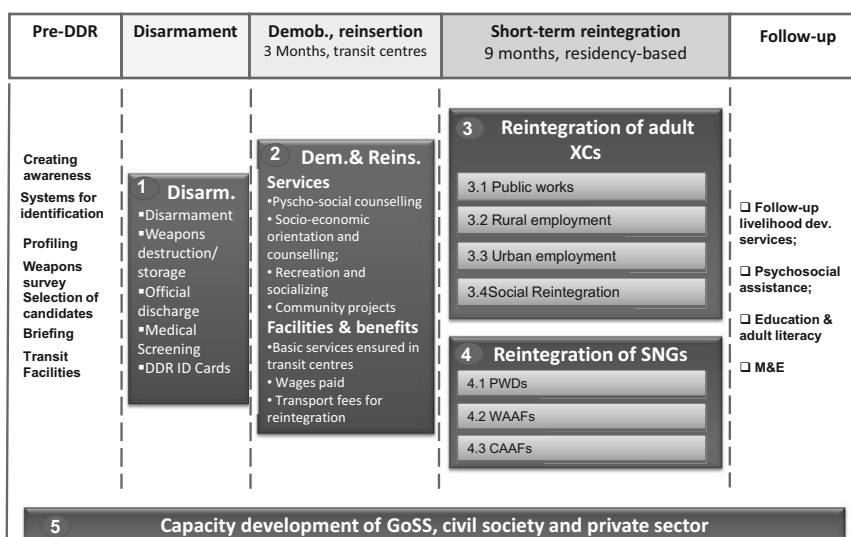 Pre-DDR
Disarmament
Demob., reinsertion
3 Months, transit centres
Short-term reintegration
9 months, residency-based
Follow-up
Creating
awareness
Systems for
identification
Profiling
Weapons
survey
Selection of
candidates
Briefing
Transit
Facilities
1 Disarm.
▪Disarmament
▪Weapons
destruction/
storage
▪Official
discharge
▪Medical
Screening
▪DDR ID Cards
2 Dem.& Reins.
Services
•Pyscho-social counselling
• Socio-economic
orientation and
counselling;
• Recreation and
socializing
• Community projects
Facilities & benefits
•Basic services ensured in
transit centres
• Wages paid
• Transport fees for
reintegration
3 Reintegration of adult
XCs
3.1 Public works
3.2 Rural employment
3.3 Urban employment
3.4Social Reintegration
4 Reintegration of SNGs
4.1 PWDs
4.2 WAAFs
4.3 CAAFs
❑ Follow-up
livelihood dev.
services;
❑ Psychosocial
assistance;
❑ Education &
adult literacy
❑ M&E
5 Capacity development of GoSS, civil society and private sector